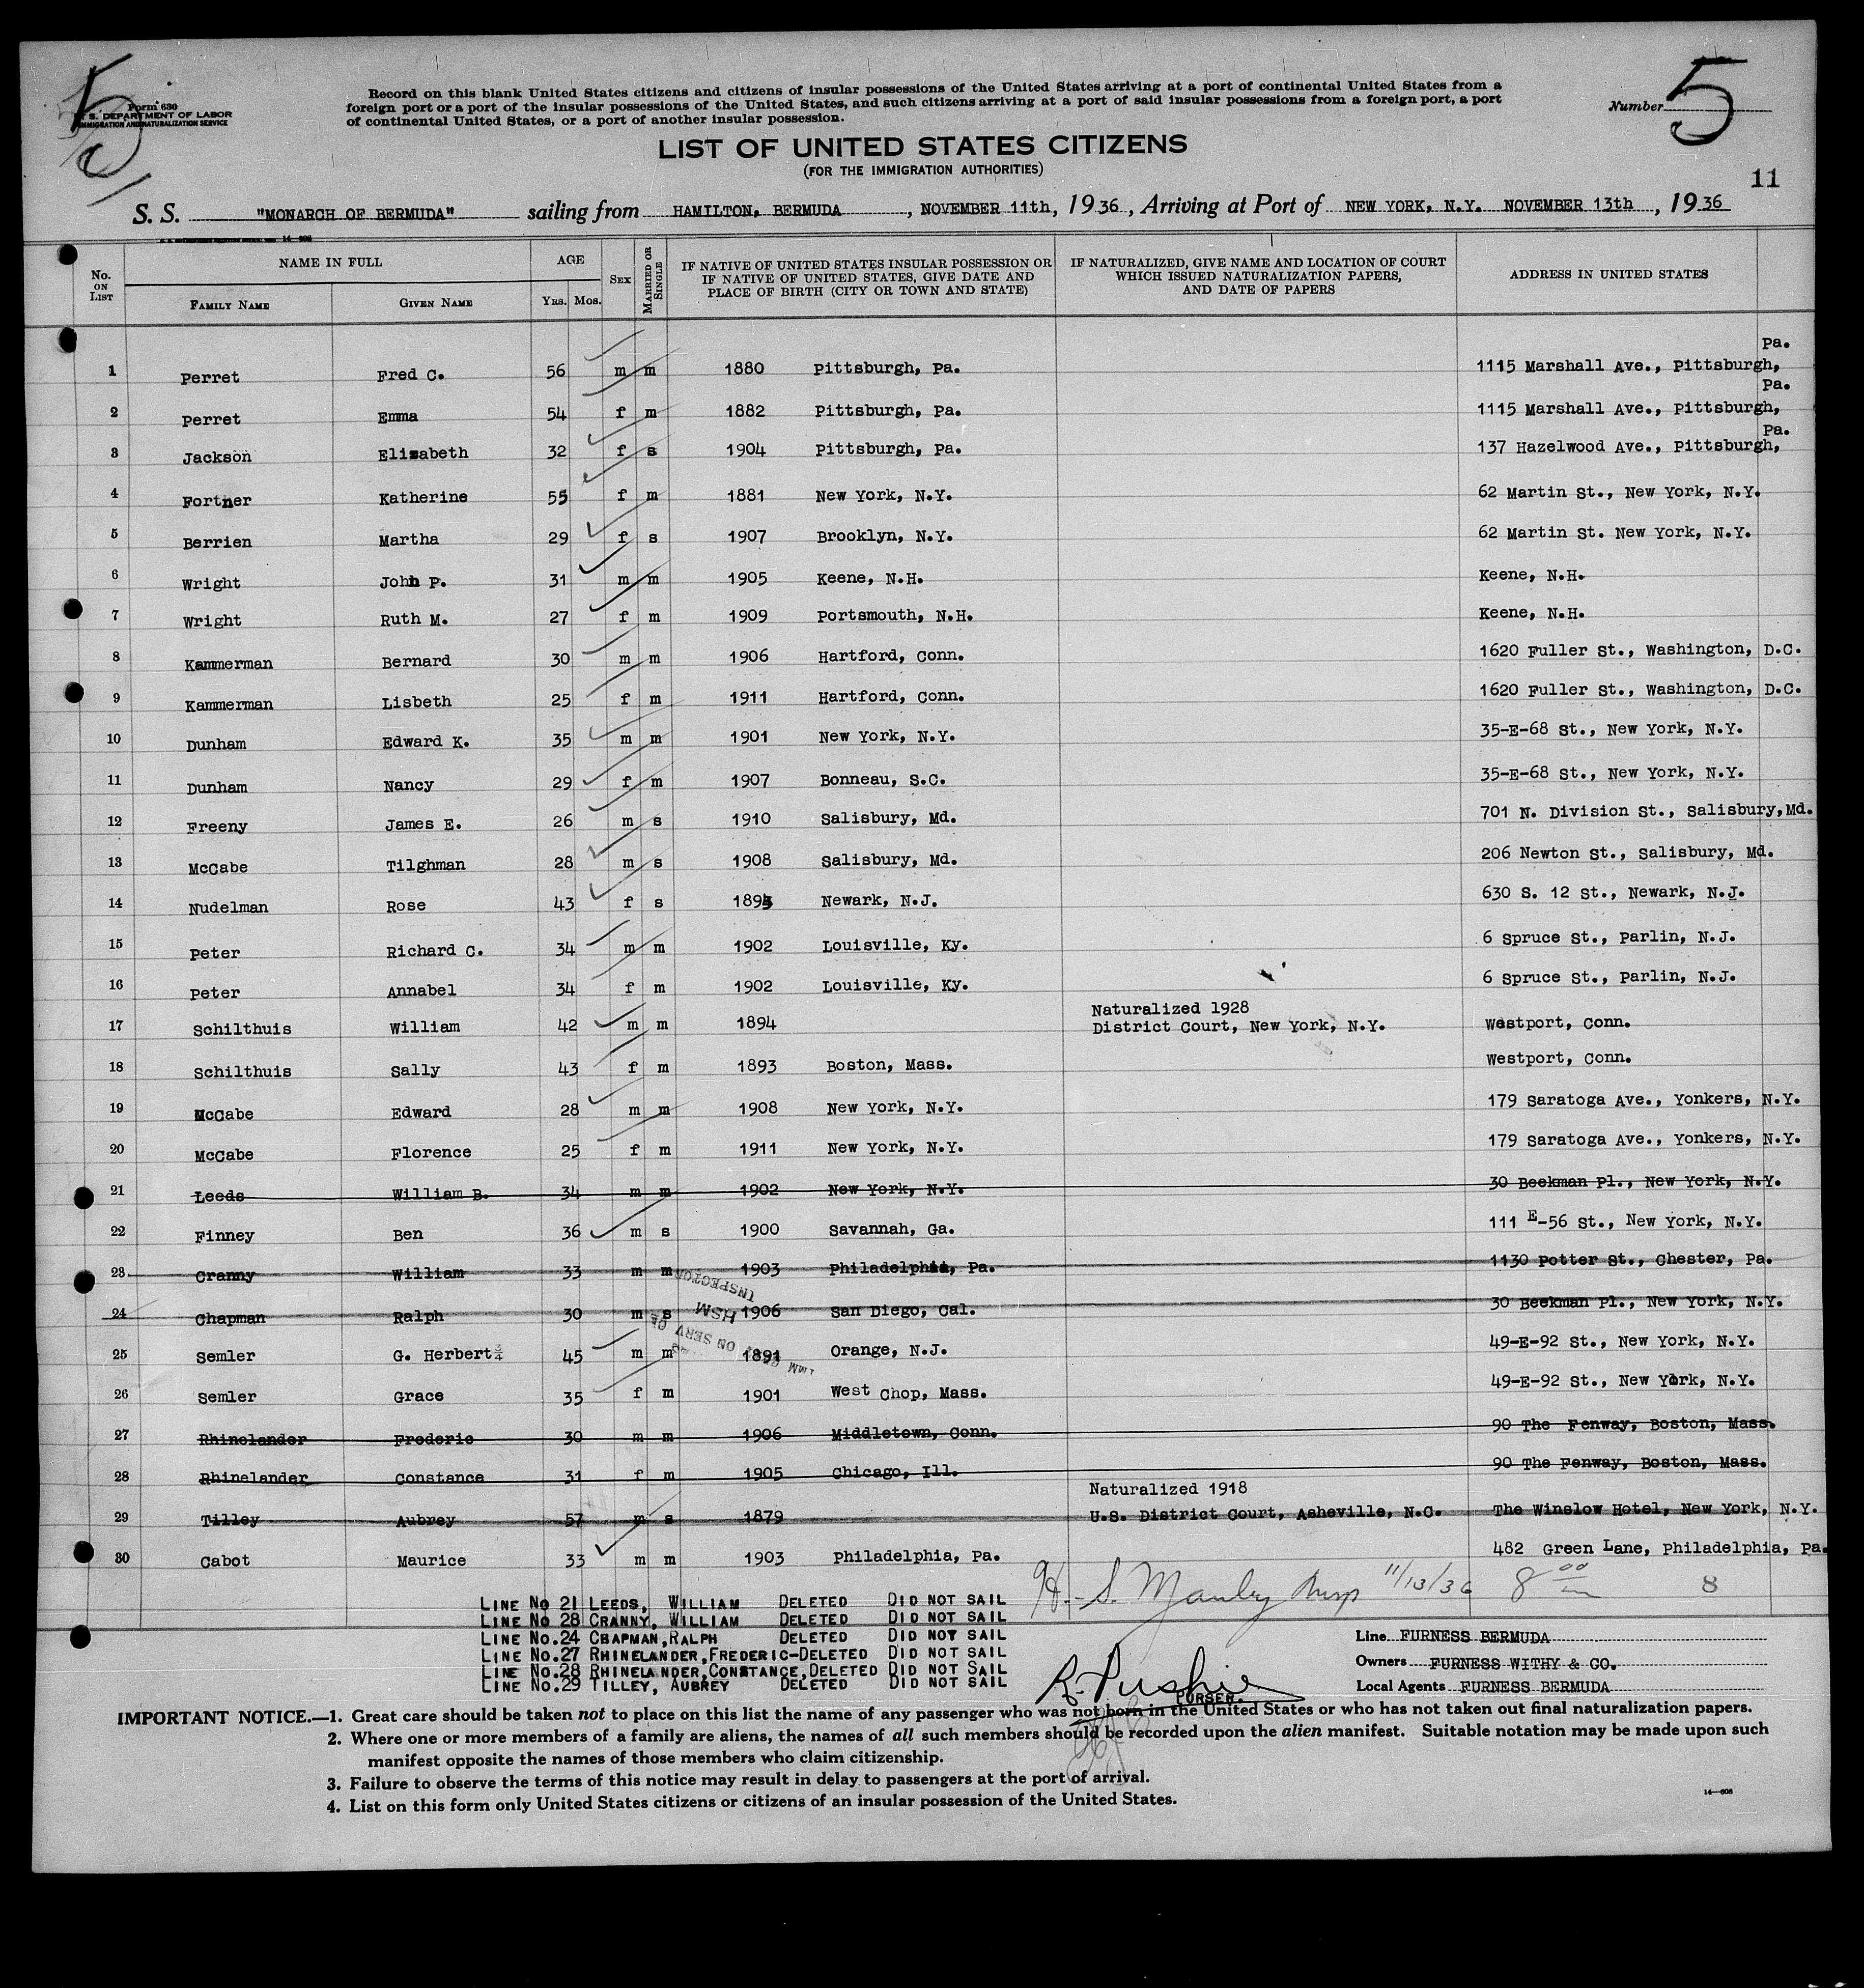 Form 630
U. S. DEPARTMENT OF LABOR
IMMIGRATION AND NATURALIZATION SERVICE
Record on this blank United States citizens and citizens of insular possessions of the United States arriving at a port of continental United States from a
foreign port or a port of the insular possessions of the United States, and such citizens arriving at a port of said insular possessions from a foreign port, a port
of continental United States, or a port of another insular possession.
Number 5
LIST OF UNITED STATES CITIZENS
(FOR THE IMMIGRATION AUTHORITIES)
11
S. S. "MONARCH OF BERMUDA" sailing from HAMILTON, BERMUDA, NOVEMBER 11th, 1936, Arriving at Port of NEW YORK, N.Y. NOVEMBER 13th, 1936
No. ON LIST NAME IN FULL FAMILY NAME GIVEN NAME AGE YRS. MOS. SEX MARRIED OR SINGLE IF NATIVE OF UNITED STATES INSULAR POSSESSION OR IF NATIVE OF UNITED STATES, GIVE DATE AND PLACE OF BIRTH (CITY OR TOWN AND STATE) IF NATURALIZED, GIVE NAME AND LOCATION OF COURT WHICH ISSUED NATURALIZATION PAPERS, AND DATE OF PAPERS ADDRESS IN UNITED STATES
1 Perret Fred C. 56 m m 1880 Pittsburgh, Pa. 1115 Marshall Ave., Pittsburgh, Pa.
2 Perret Emma 54 f m 1882 Pittsburgh, Pa. 1115 Marshall Ave., Pittsburgh, Pa.
3 Jackson Elizabeth 32 f s 1904 Pittsburgh, Pa. 137 Hazelwood Ave., Pittsburgh, Pa.
4 Fortner Katherine 55 f m 1881 New York, N.Y. 62 Martin St., New York, N.Y.
5 Berrien Martha 29 f s 1907 Brooklyn, N.Y. 62 Martin St. New York, N.Y.
6 Wright John P. 31 m m 1905 Keene, N.H. Keene, N.H.
7 Wright Ruth M. 27 f m 1909 Portsmouth, N.H. Keene, N.H.
8 Kammerman Bernard 30 m m 1906 Hartford, Conn. 1620 Fuller St., Washington, D.C.
9 Kammerman Lisbeth 25 f m 1911 Hartford, Conn. 1620 Fuller St., Washington, D.C.
10 Dunham Edward K. 35 m m 1901 New York, N.Y. 35-E-68 St., New York, N.Y.
11 Dunham Nancy 29 f m 1907 Bonneau, S.C. 35-E-68 St., New York, N.Y.
12 Freeny James E. 26 m s 1910 Salisbury, Md. 701 N. Division St., Salisbury, Md.
13 McCabe Tilghman 28 m s 1908 Salisbury, Md. 206 Newton St., Salisbury, Md.
14 Nudelman Rose 43 f s Newark, N.J. 630 S. 12 St., Newark, N.J.
15 Peter Richard C. 34 m m 1902 Louisville, Ky. 6 Spruce St., Parlin, N.J.
16 Peter Annabel 34 f m 1902 Louisville, Ky. 6 Spruce St., Parlin, N.J.
17 Schilthuis William 42 m m 1894 Naturalized 1928 District Court, New York, N.Y. Westport, Conn.
18 Schilthuis Sally 43 f m 1893 Boston, Mass. Westport, Conn.
19 McCabe Edward 28 m m 1908 New York, N.Y. 179 Saratoga Ave., Yonkers, N.Y.
20 McCabe Florence 25 f m 1911 New York, N.Y. 179 Saratoga Ave., Yonkers, N.Y.
21 Leeds William B. 34 m m 1902 New York, N.Y. 30 Beekman Pl., New York, N.Y.
22 Finney Ben 36 m s 1900 Savannah, Ga. 111 E-56 St., New York, N.Y.
23 Cranny William 33 m m 1903 Philadelphia, Pa. 1130 Potter St., Chester, Pa.
24 Chapman Ralph 30 m s 1906 San Diego, Cal. 30 Beekman Pl., New York, N.Y.
INSPECTOR
HSM
25 Semler G. Herbert 45 m m 1891 Orange, N.J. 49-E-92 St., New York, N.Y.
26 Semler Grace 35 f m 1901 West Chop, Mass. 49-E-92 St., New York, N.Y.
27 Rhinelander Frederic 30 m m 1906 Middletown, Conn. 90 The Fenway, Boston, Mass.
28 Rhinelander Constance 31 f m 1905 Chicago, Ill. 90 The Fenway, Boston, Mass.
29 Tilley Aubrey 57 m s 1879 Naturalized 1918 U.S. District Court, Asheville, N.C. The Winslow Hotel, New York, N.Y.
30 Cabot Maurice 33 m m 1903 Philadelphia, Pa. 482 Green Lane, Philadelphia, Pa.
H. S. Manley Insp 11/13/36 8 00 8
LINE No 21 LEEDS, WILLIAM DELETED DID NOT SAIL
LINE No 28 CRANNY, WILLIAM DELETED DID NOT SAIL
LINE No.24 CHAPMAN, RALPH DELETED DID NOT SAIL
LINE No.27 RHINELANDER, FREDERIC-DELETED DID NOT SAIL
LINE No.28 RHINELANDER, CONSTANCE, DELETED DID NOT SAIL
LINE No.29 TILLEY, AUBREY DELETED DID NOT SAIL
PURSER.
Line FURNESS BERMUDA
Owners FURNESS WITHY & CO.
Local Agents FURNESS BERMUDA
IMPORTANT NOTICE.—1. Great care should be taken not to place on this list the name of any passenger who was not born in the United States or who has not taken out final naturalization papers.
2. Where one or more members of a family are aliens, the names of all such members should be recorded upon the alien manifest. Suitable notation may be made upon such
manifest opposite the names of those members who claim citizenship.
3. Failure to observe the terms of this notice may result in delay to passengers at the port of arrival.
4. List on this form only United States citizens or citizens of an insular possession of the United States.
14—608